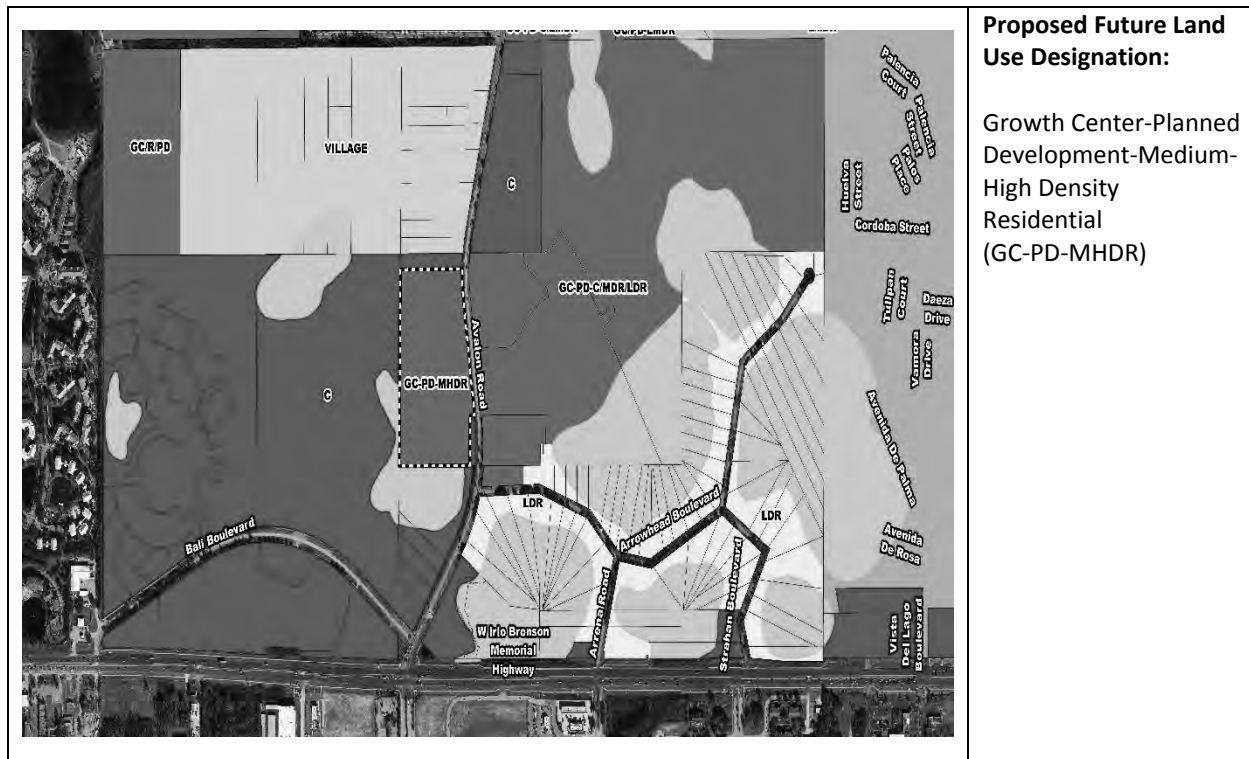 GC/R/PD
VILLAGE
C
GC-PD-C/MDR/LDR
GC-PD-MHDR
Avalon Road
C
Bali Boulevard
LDR
Arrowhead Boulevard
LDR
Arrena Road
Strahan Boulevard
W Irlo Bronson
Memorial
Highway
Palencia
Court
Palencia
Street
Palos
Place
Huelva
Street
Cordoba Street
Tulipan
Court
Daeza
Drive
Vamora
Drive
Avenida De Palma
Avenida
De Rosa
Vista
Del Lago
Boulevard
Proposed Future Land
Use Designation:
Growth Center-Planned
Development-Medium-
High Density
Residential
(GC-PD-MHDR)